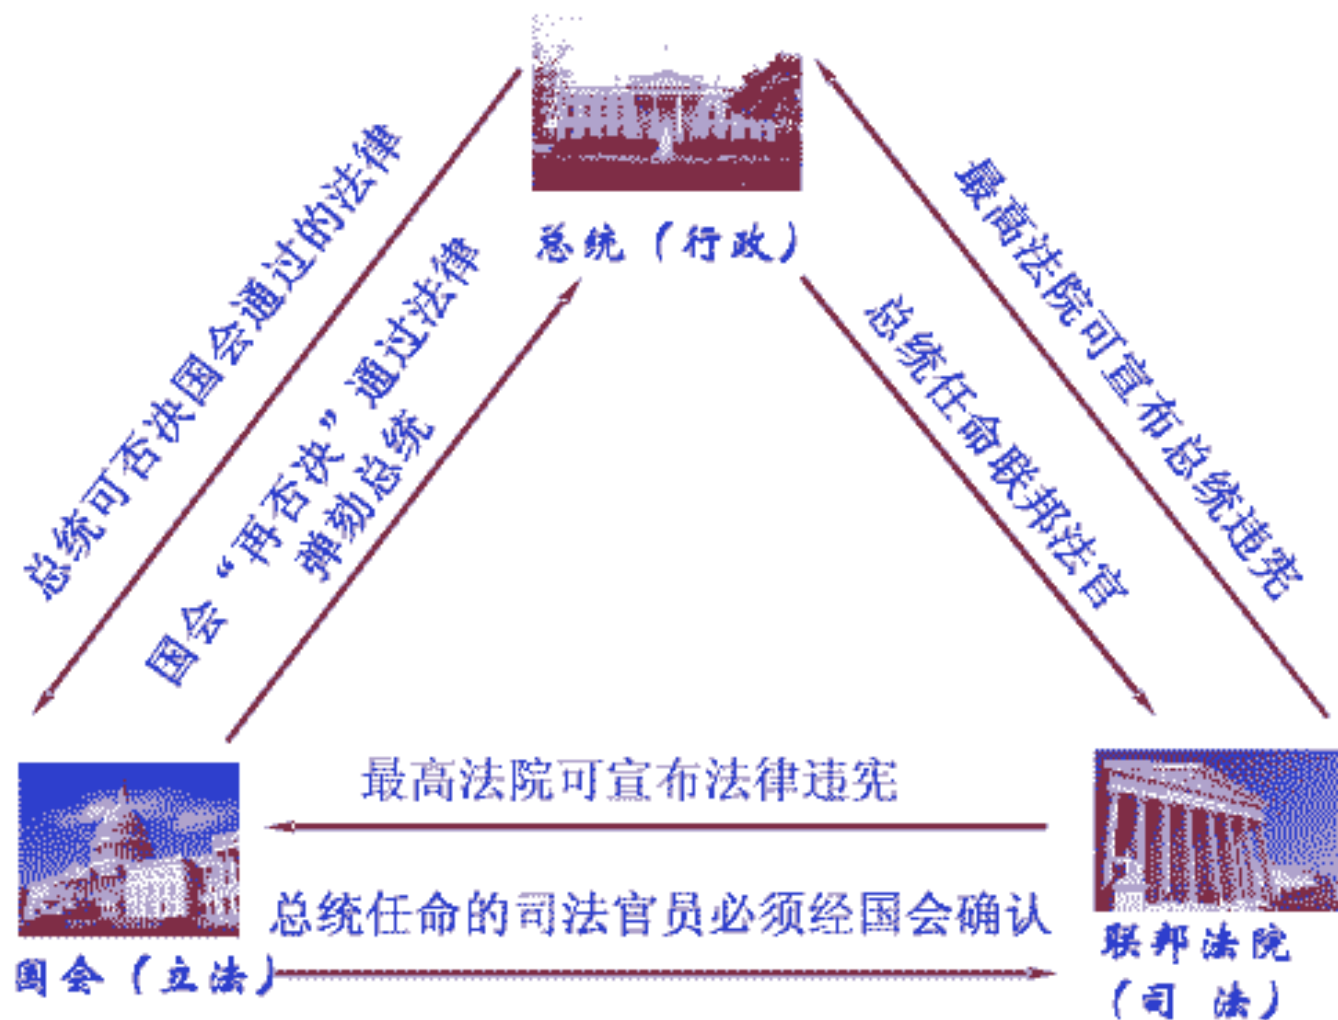 总统（行政）
总统可否决国会通过的法律
国会“再否决”通过法律
弹劾总统
总统任命联邦法官
最高法院可宣布总统违宪
最高法院可宣布法律违宪
总统任命的司法官员必须经国会确认
国会（立法）
联邦法院
（司 法）